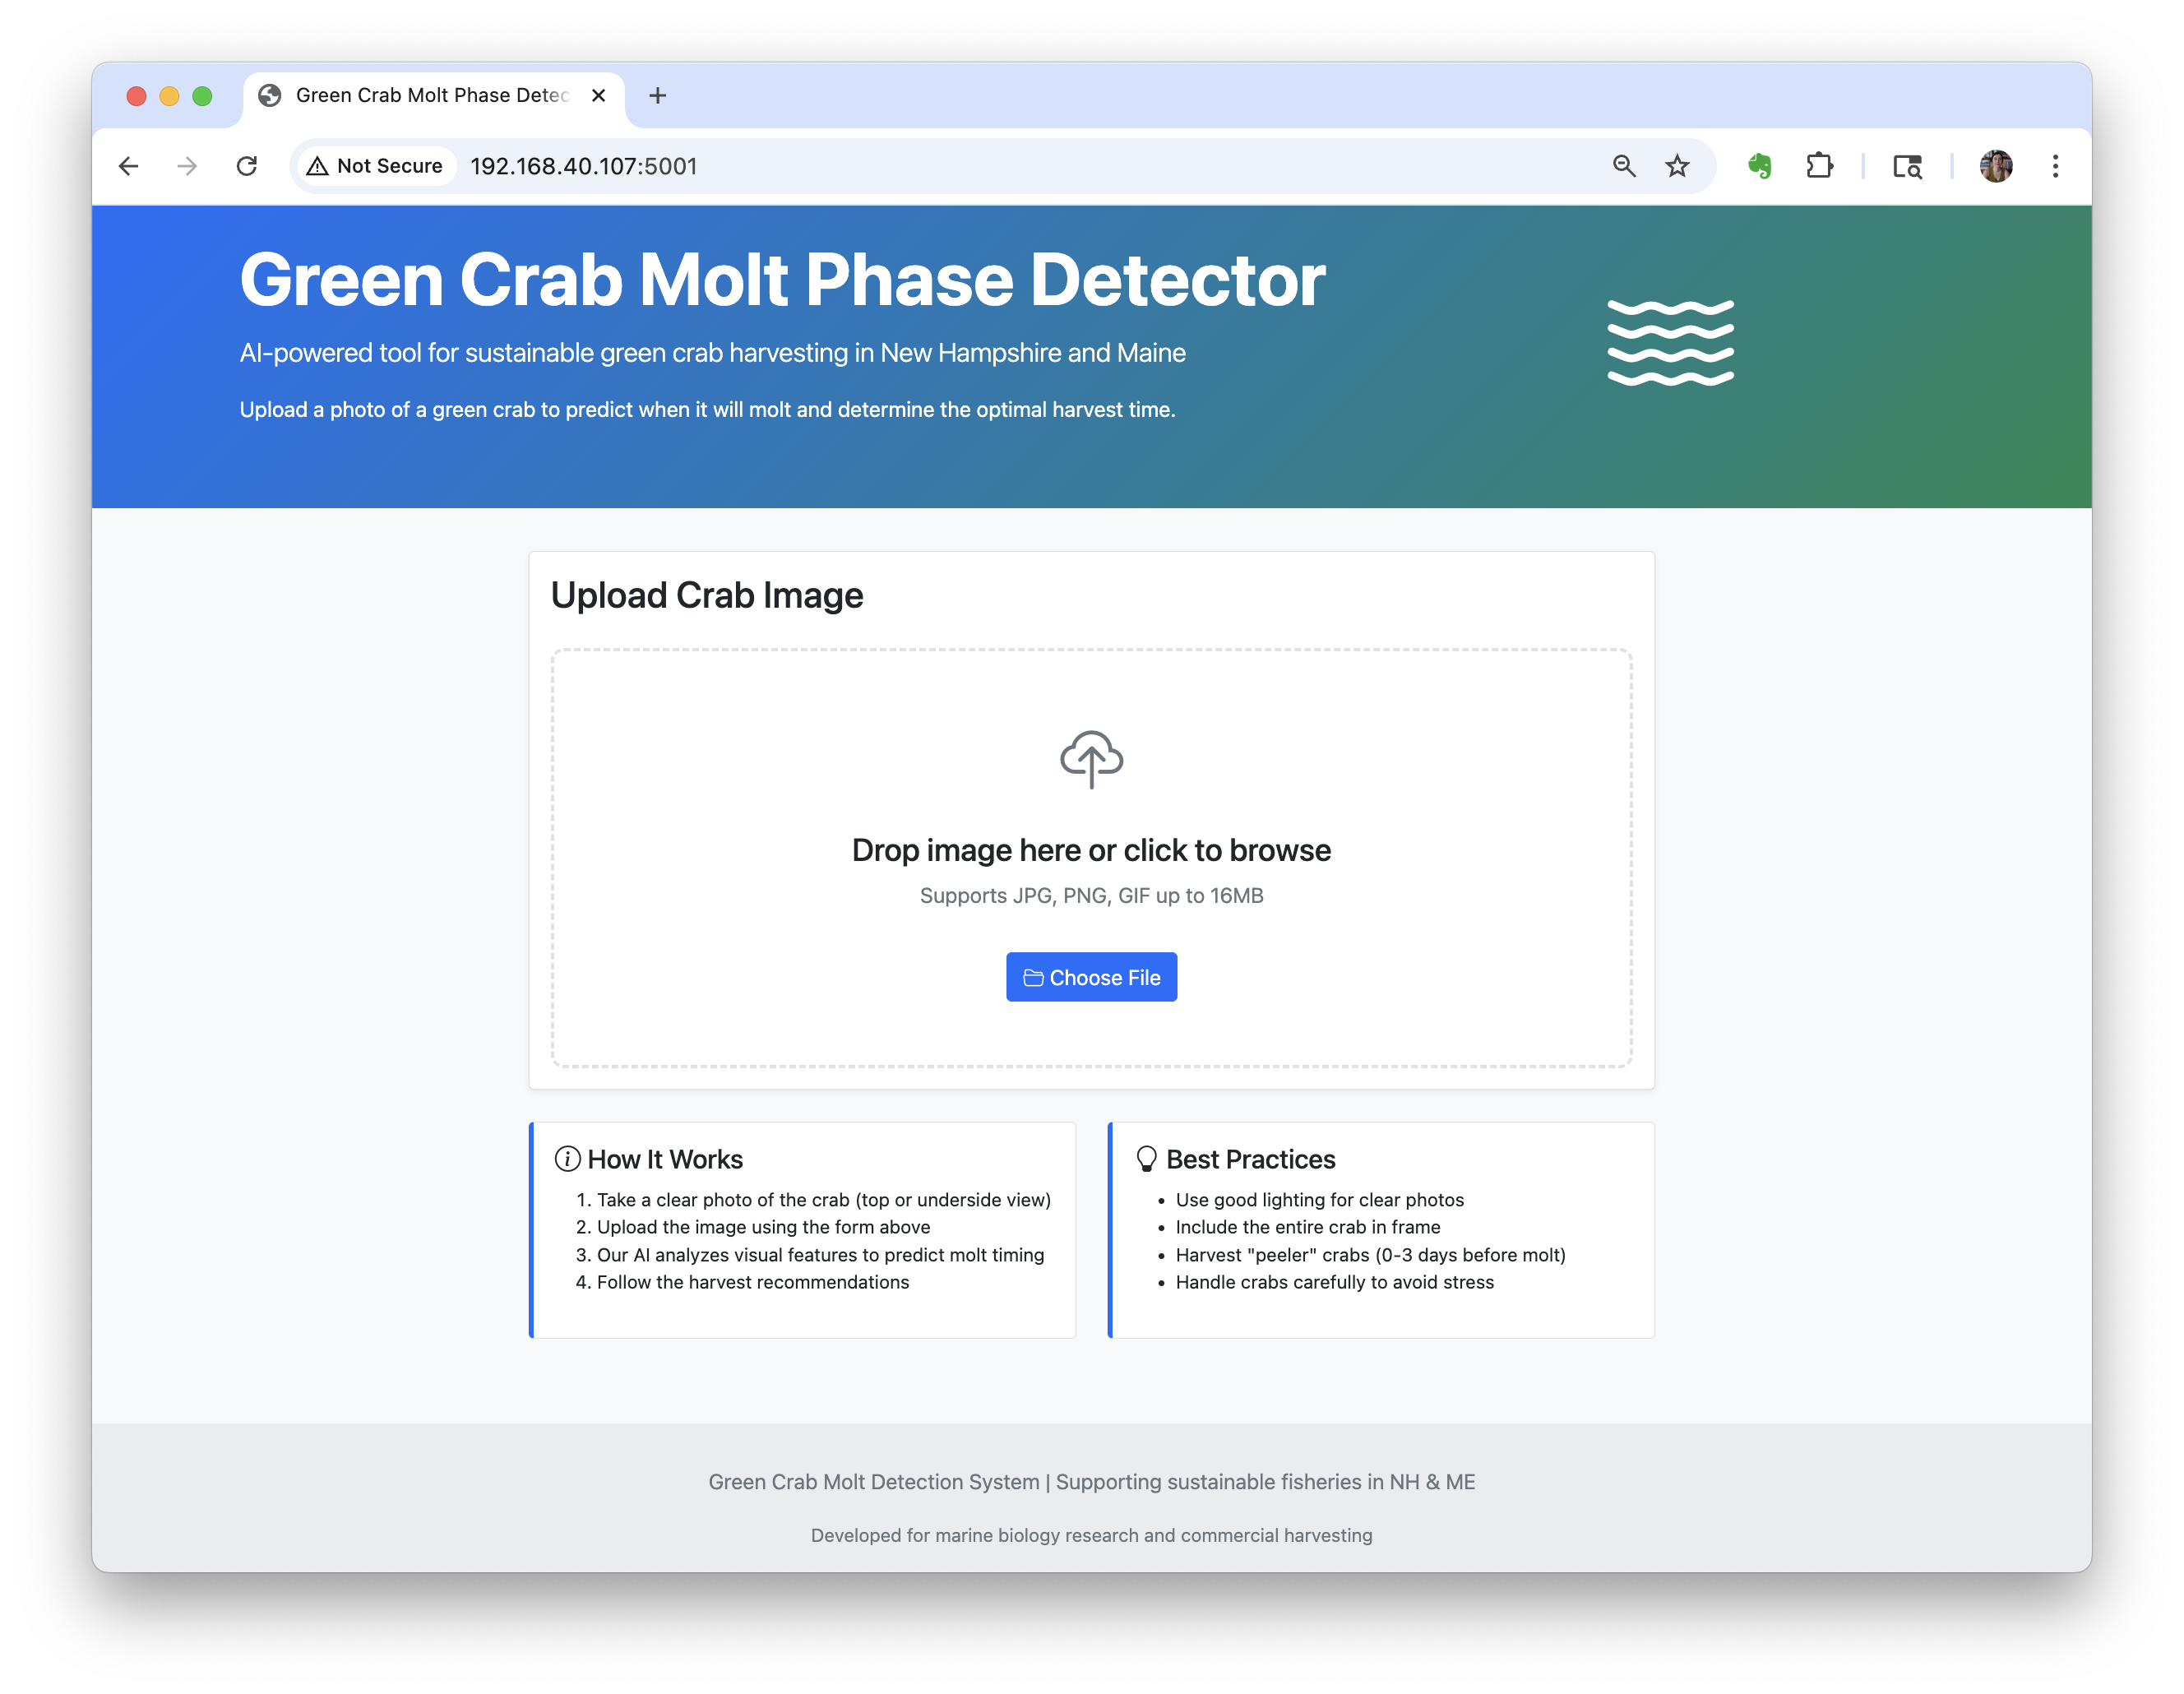 Green Crab Molt Phase Detec
Not Secure
192.168.40.107:5001
Green Crab Molt Phase Detector
AI-powered tool for sustainable green crab harvesting in New Hampshire and Maine
Upload a photo of a green crab to predict when it will molt and determine the optimal harvest time.
Upload Crab Image
Drop image here or click to browse
Supports JPG, PNG, GIF up to 16MB
Choose File
How It Works
1. Take a clear photo of the crab (top or underside view)
2. Upload the image using the form above
3. Our AI analyzes visual features to predict molt timing
4. Follow the harvest recommendations
Best Practices
• Use good lighting for clear photos
• Include the entire crab in frame
• Harvest "peeler" crabs (0-3 days before molt)
• Handle crabs carefully to avoid stress
Green Crab Molt Detection System | Supporting sustainable fisheries in NH & ME
Developed for marine biology research and commercial harvesting